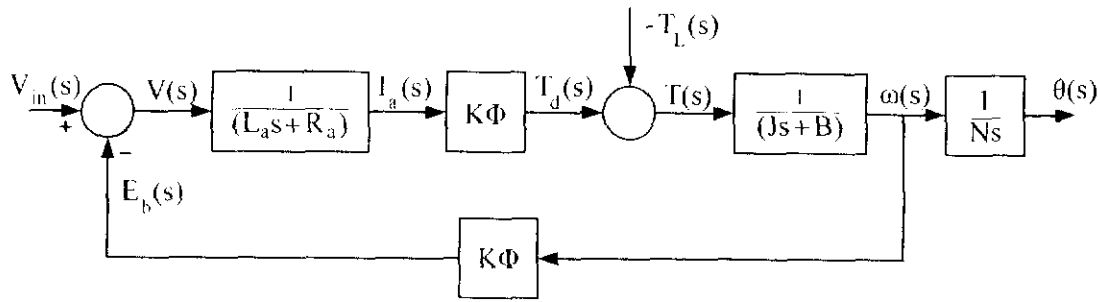 - T_L(s)
V_in(s)
+
V(s)
1
(L_a s+R_a)
I_a(s)
KΦ
T_d(s)
T(s)
1
(Js+B)
ω(s)
1
Ns
θ(s)
−
E_b(s)
KΦ